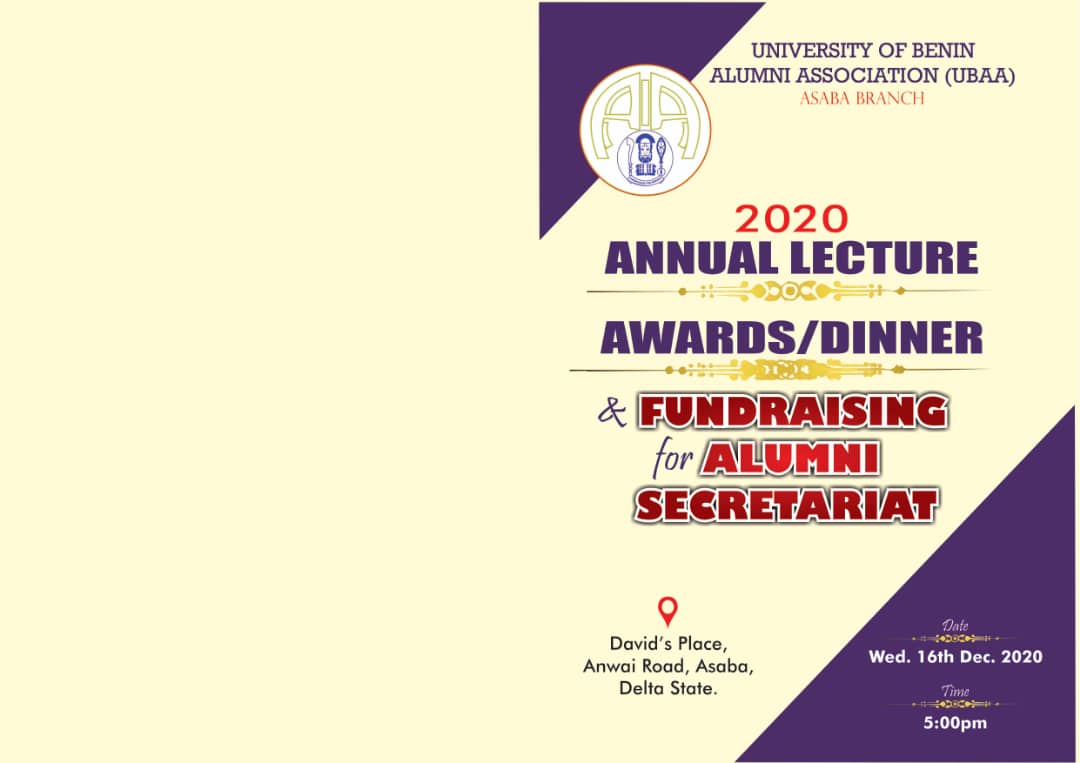 UNIVERSITY OF BENIN
ALUMNI ASSOCIATION (UBAA)
ASABA BRANCH
2020
ANNUAL LECTURE
AWARDS/DINNER
& FUNDRAISING
for ALUMNI
SECRETARIAT
David's Place,
Anwai Road, Asaba,
Delta State.
Date
Wed. 16th Dec. 2020
Time
5:00pm